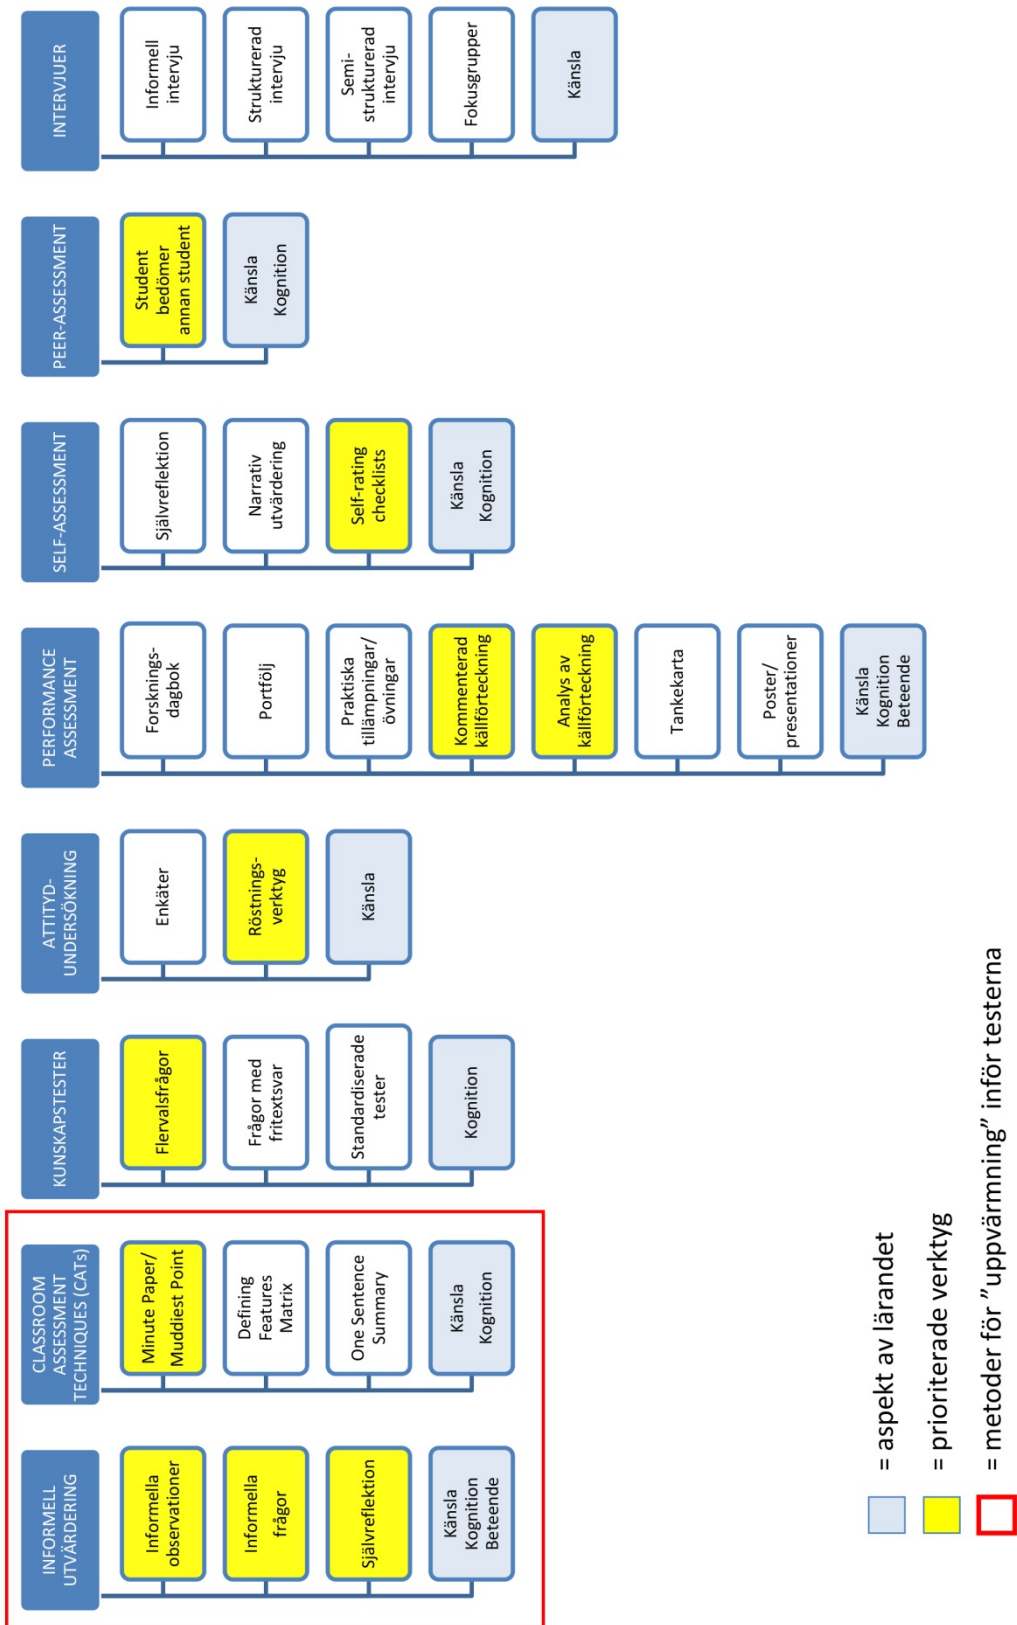 INFORMELL
UTVÄRDERING
Informella
observationer
Informella
frågor
Självreflektion
Känsla
Kognition
Beteende
CLASSROOM
ASSESSMENT
TECHNIQUES (CATs)
Minute Paper/
Muddiest Point
Defining
Features
Matrix
One Sentence
Summary
Känsla
Kognition
KUNSKAPSTESTER
Flervalsfrågor
Frågor med
fritextsvar
Standardiserade
tester
Kognition
ATTITYD-
UNDERSÖKNING
Enkäter
Röstnings-
verktyg
Känsla
PERFORMANCE
ASSESSMENT
Forsknings-
dagbok
Portfölj
Praktiska
tillämpningar/
övningar
Kommenterad
källförteckning
Analys av
källförteckning
Tankekarta
Poster/
presentationer
Känsla
Kognition
Beteende
SELF-ASSESSMENT
Självreflektion
Narrativ
utvärdering
Self-rating
checklists
Känsla
Kognition
PEER-ASSESSMENT
Student
bedömer
annan student
Känsla
Kognition
INTERVJUER
Informell
intervju
Strukturerad
intervju
Semi-
strukturerad
intervju
Fokusgrupper
Känsla
= aspekt av lärandet
= prioriterade verktyg
= metoder för ”uppvärmning” inför testerna